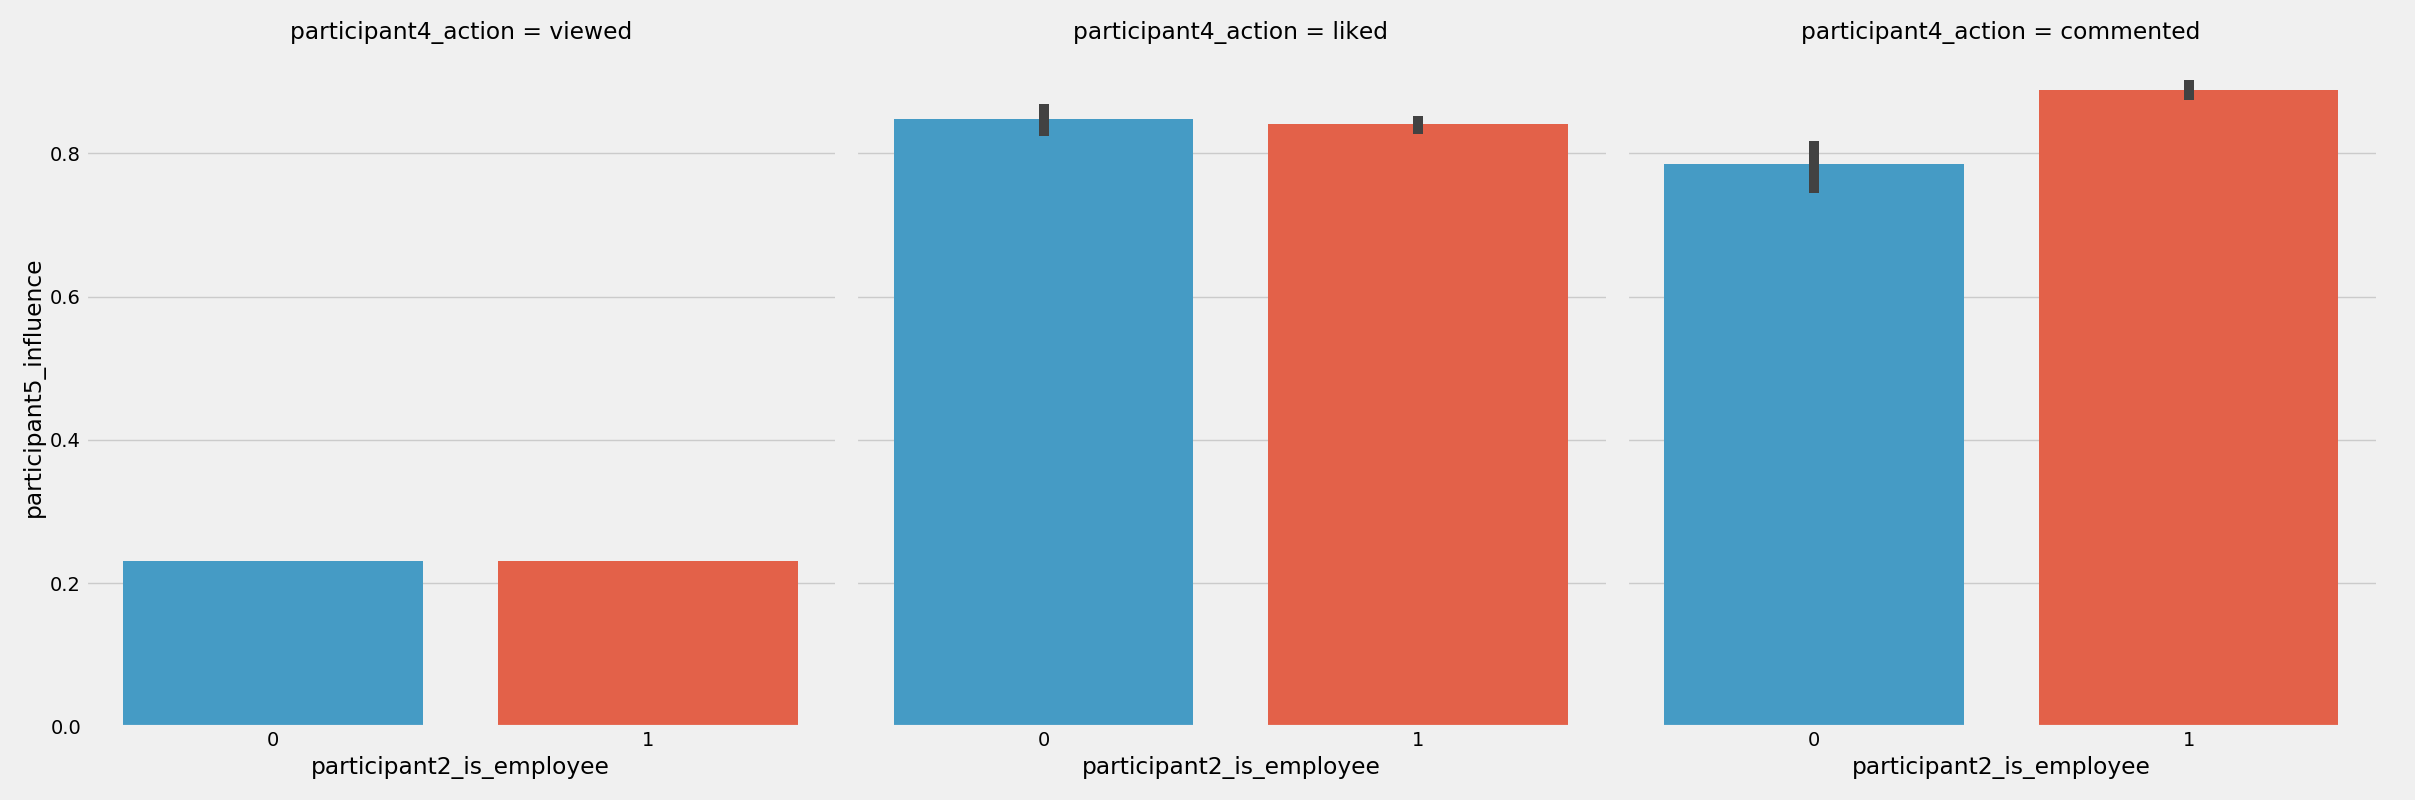 participant4_action = viewed
participant4_action = liked
participant4_action = commented
participant5_influence
0.8
0.6
0.4
0.2
0.0
0
1
0
1
0
1
participant2_is_employee
participant2_is_employee
participant2_is_employee